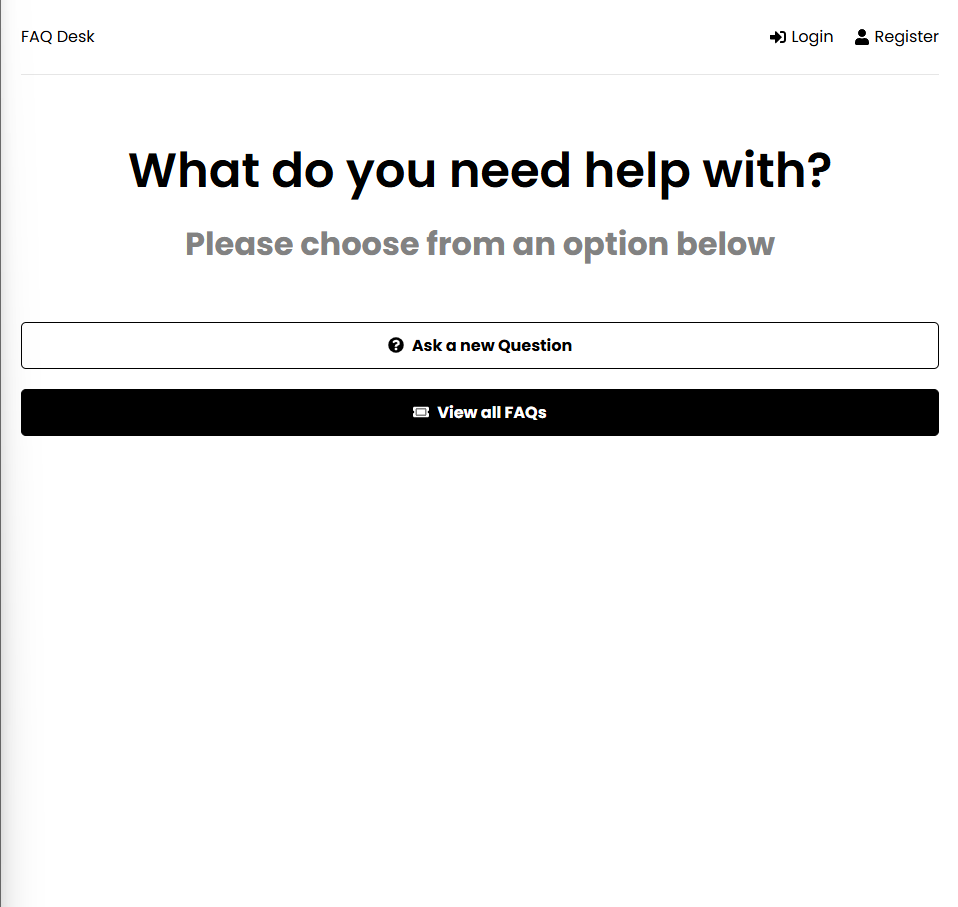 FAQ Desk
Login
Register
What do you need help with?
Please choose from an option below
Ask a new Question
View all FAQs